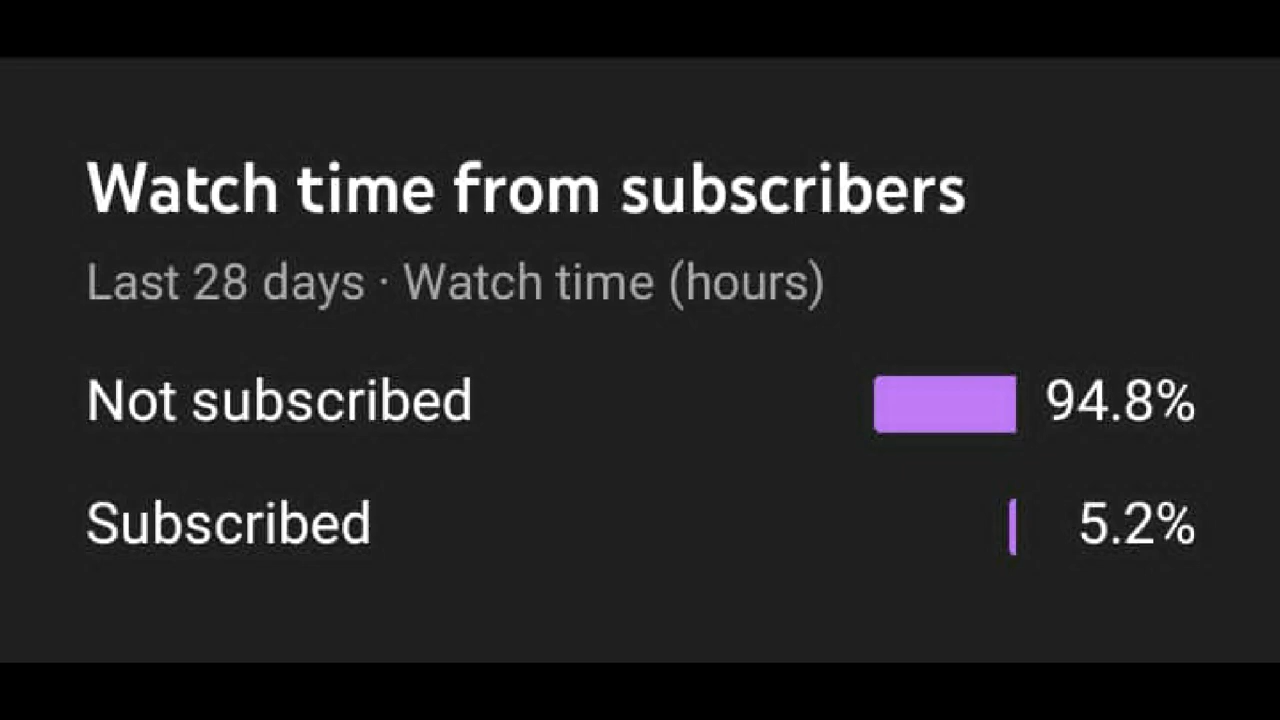 Watch time from subscribers
Last 28 days · Watch time (hours)
Not subscribed 94.8%
Subscribed 5.2%